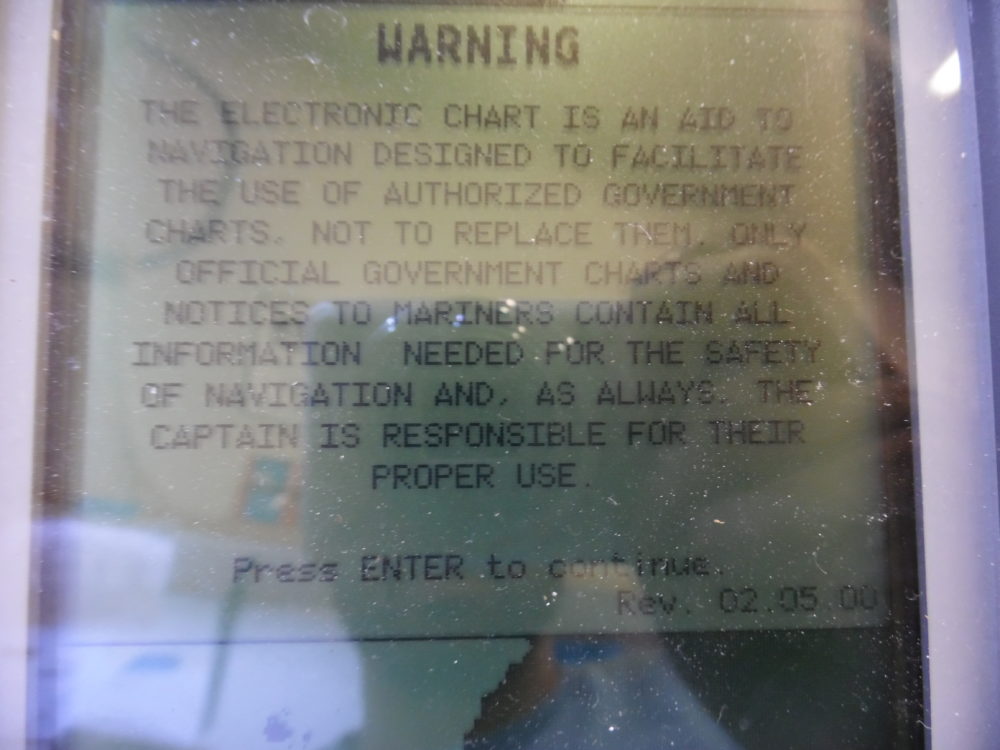 WARNING
THE ELECTRONIC CHART IS AN AID TO
NAVIGATION DESIGNED TO FACILITATE
THE USE OF AUTHORIZED GOVERNMENT
CHARTS. NOT TO REPLACE THEM. ONLY
OFFICIAL GOVERNMENT CHARTS AND
NOTICES TO MARINERS CONTAIN ALL
INFORMATION NEEDED FOR THE SAFETY
OF NAVIGATION AND, AS ALWAYS. THE
CAPTAIN IS RESPONSIBLE FOR THEIR
PROPER USE.
Press ENTER to continue.
Rev. 02.05.00